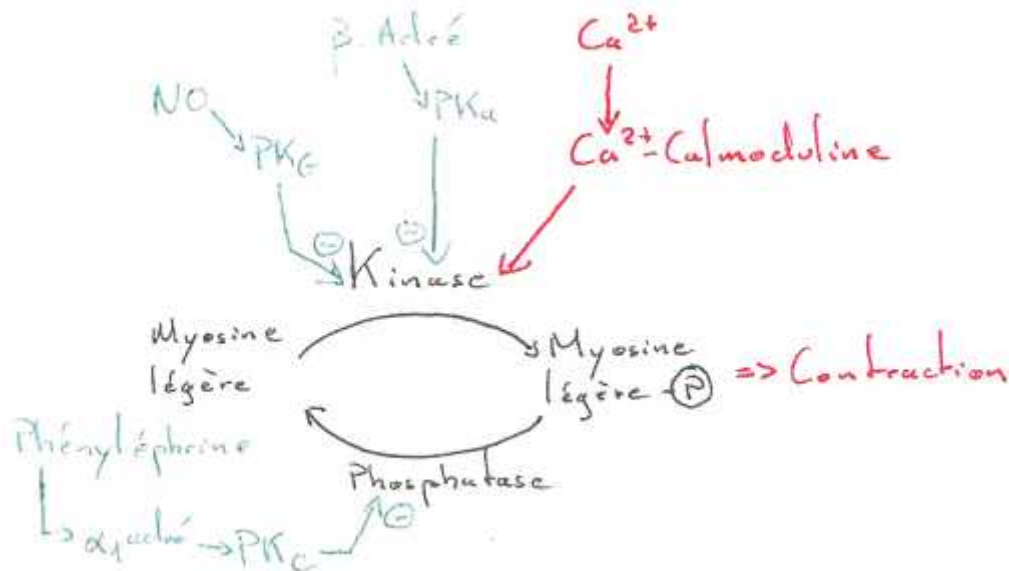 β. Adré
Ca²⁺
NO
PKa
PKG
Ca²⁺-Calmoduline
⊖
⊖
Kinase
Myosine
légère
Myosine
légère-Ⓟ => Contraction
Phényléphrine
Phosphatase
⊖
α₁ adré → PKc